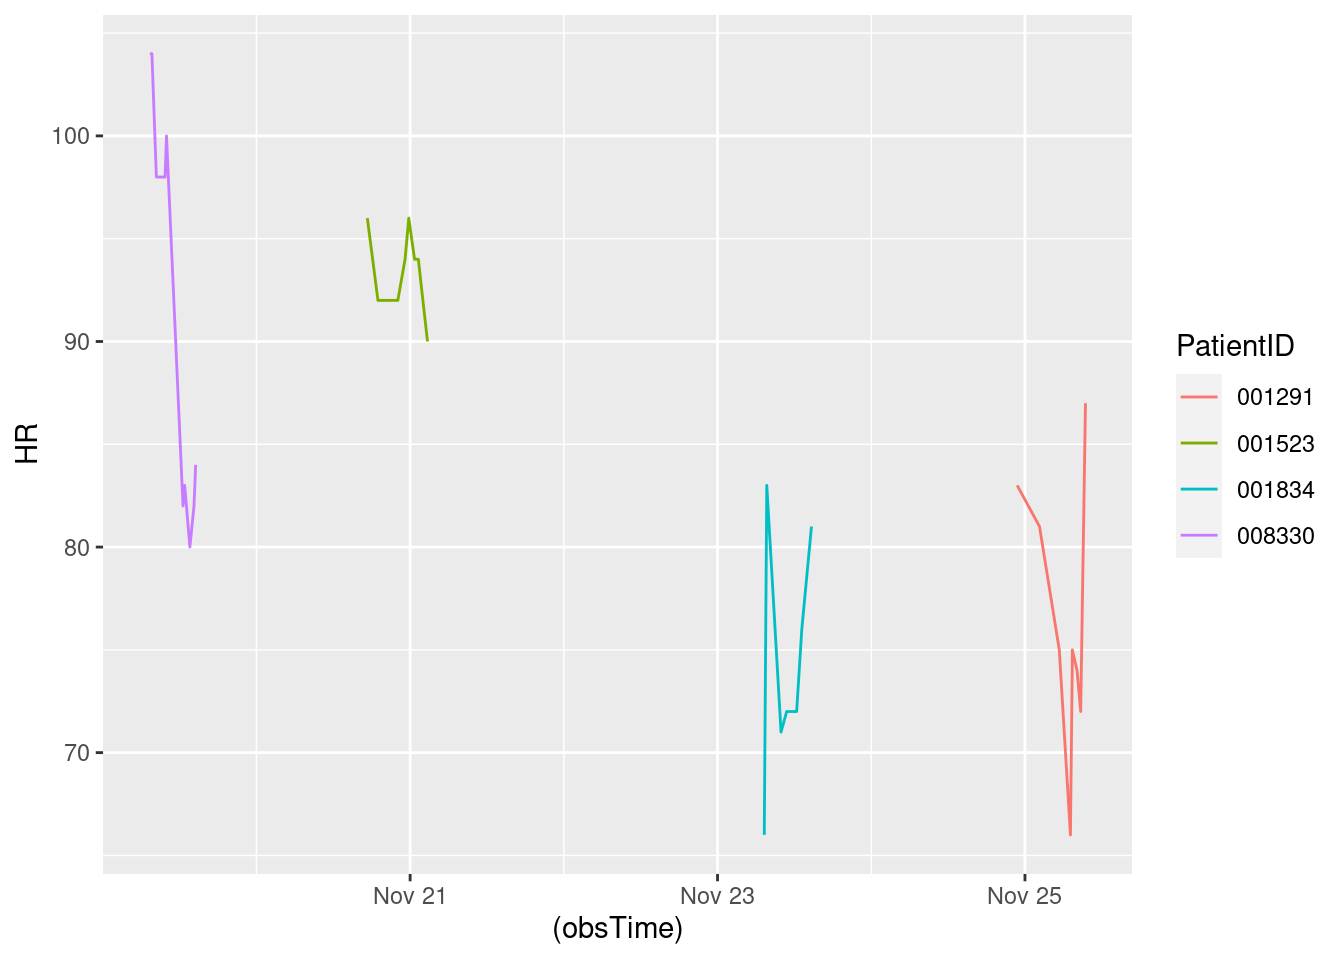 100
90
80
70
HR
Nov 21
Nov 23
Nov 25
(obsTime)
PatientID
001291
001523
001834
008330